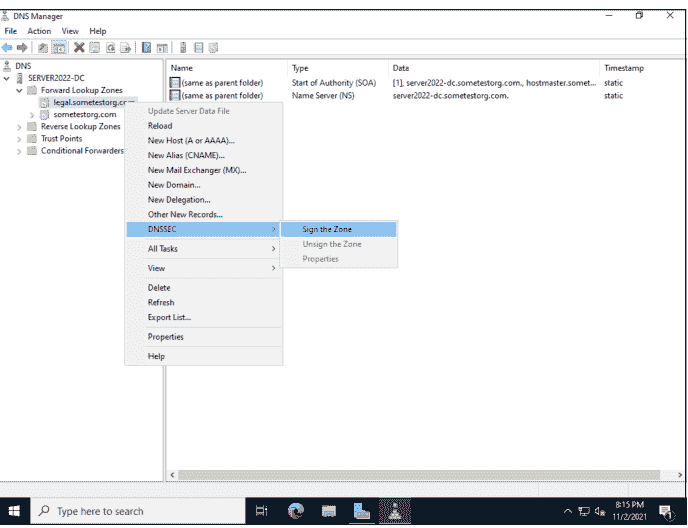 DNS Manager
File Action View Help
DNS
SERVER2022-DC
Forward Lookup Zones
legal.sometestorg.com
sometestorg.com
Reverse Lookup Zones
Trust Points
Conditional Forwarders
Name Type Data Timestamp
(same as parent folder) Start of Authority (SOA) [1], server2022-dc.sometestorg.com., hostmaster.somet... static
(same as parent folder) Name Server (NS) server2022-dc.sometestorg.com. static
Update Server Data File
Reload
New Host (A or AAAA)...
New Alias (CNAME)...
New Mail Exchanger (MX)...
New Domain...
New Delegation...
Other New Records...
DNSSEC
All Tasks
View
Delete
Refresh
Export List...
Properties
Help
Sign the Zone
Unsign the Zone
Properties
Type here to search
8:15 PM
11/2/2021